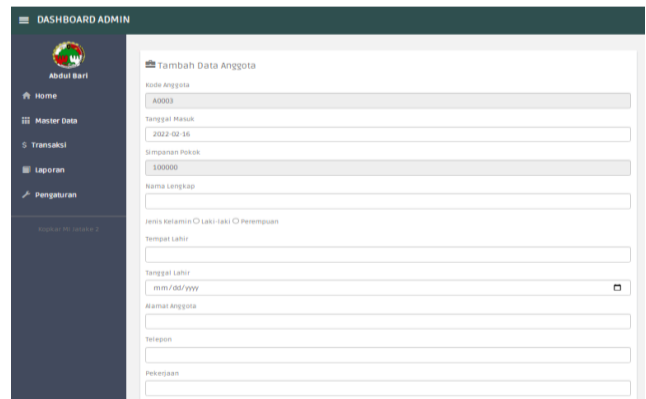 DASHBOARD ADMIN
Abdul Bari
Home
Master Data
$ Transaksi
Laporan
Pengaturan
Tambah Data Anggota
Kode Anggota
A0003
Tanggal Masuk
2022-02-16
Simpanan Pokok
100000
Nama Lengkap
Jenis Kelamin Laki-laki Perempuan
Tempat Lahir
Tanggal Lahir
mm/dd/yyyy
Alamat Anggota
Telepon
Pekerjaan